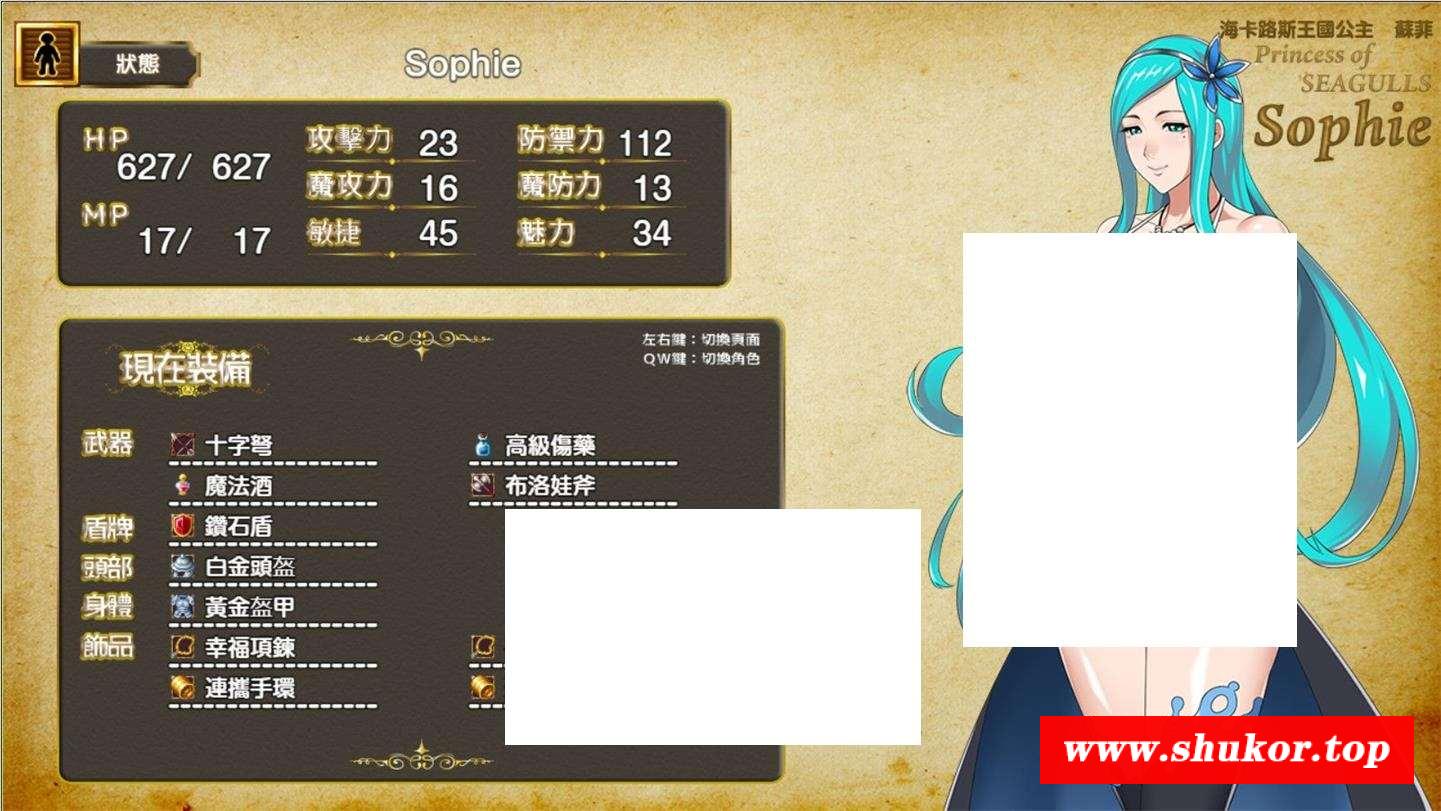 狀態
Sophie
海卡路斯王國公主 蘇菲
Princess of
SEAGULLS
Sophie
HP
627/ 627
MP
17/ 17
攻擊力 23
防禦力 112
魔攻力 16
魔防力 13
敏捷 45
魅力 34
現在裝備
左右鍵：切換頁面
QW鍵：切換角色
武器 十字弩 高級傷藥
魔法酒 布洛娃斧
盾牌 鑽石盾
頭部 白金頭盔
身體 黃金盔甲
飾品 幸福項鍊
連攜手環
www.shukor.top